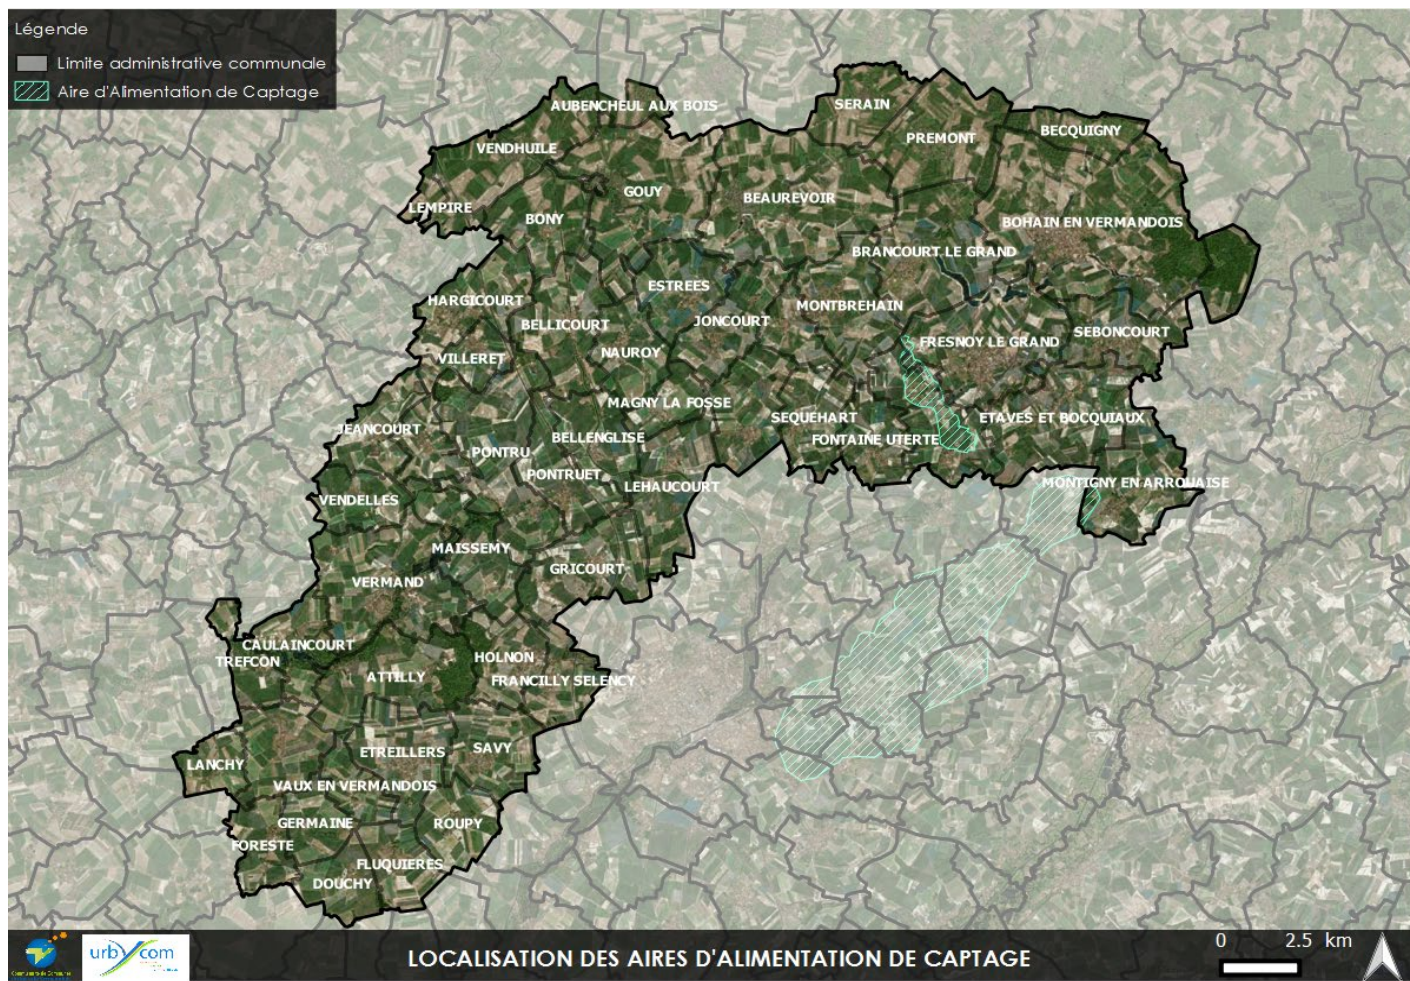 Légende
Limite administrative communale
Aire d'Alimentation de Captage
AUBENCHEUL AUX BOIS
SERAIN
PREMONT
BECQUIGNY
VENDHUILE
GOUY
BEAUREVOIR
LEMPIRE
BONY
BOHAIN EN VERMANDOIS
BRANCOURT LE GRAND
ESTREES
HARGICOURT
MONTBREHAIN
BELLICOURT
JONCOURT
SEBONCOURT
FRESNOY LE GRAND
NAUROY
VILLERET
MAGNY LA FOSSE
SEQUEHART
ETAVES ET BOCQUIAUX
JEANCOURT
BELLENGLISE
FONTAINE UTERTE
PONTRU
PONTRUET
LEHAUCOURT
MONTIGNY EN ARROUAISE
VENDELLES
MAISSEMY
GRICOURT
VERMAND
CAULAINCOURT
TREFCON
HOLNON
ATTILLY
FRANCILLY SELENCY
ETREILLERS
SAVY
LANCHY
VAUX EN VERMANDOIS
GERMAINE
ROUPY
FORESTE
FLUQUIERES
DOUCHY
urbycom
LOCALISATION DES AIRES D'ALIMENTATION DE CAPTAGE
0 2.5 km